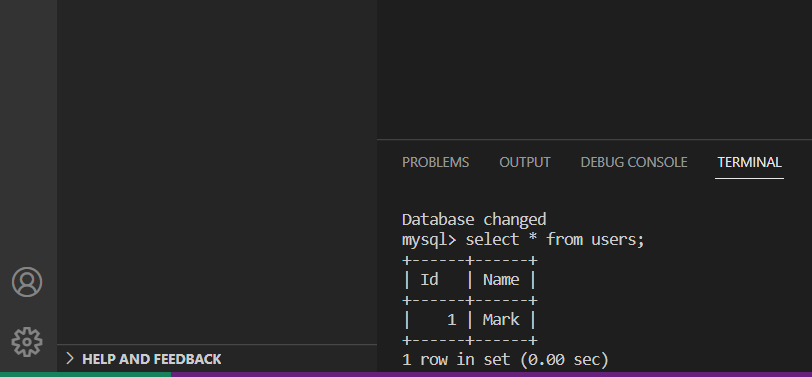 PROBLEMS OUTPUT DEBUG CONSOLE TERMINAL
Database changed
mysql> select * from users;
+------+------+
| Id   | Name |
+------+------+
|    1 | Mark |
+------+------+
1 row in set (0.00 sec)
HELP AND FEEDBACK